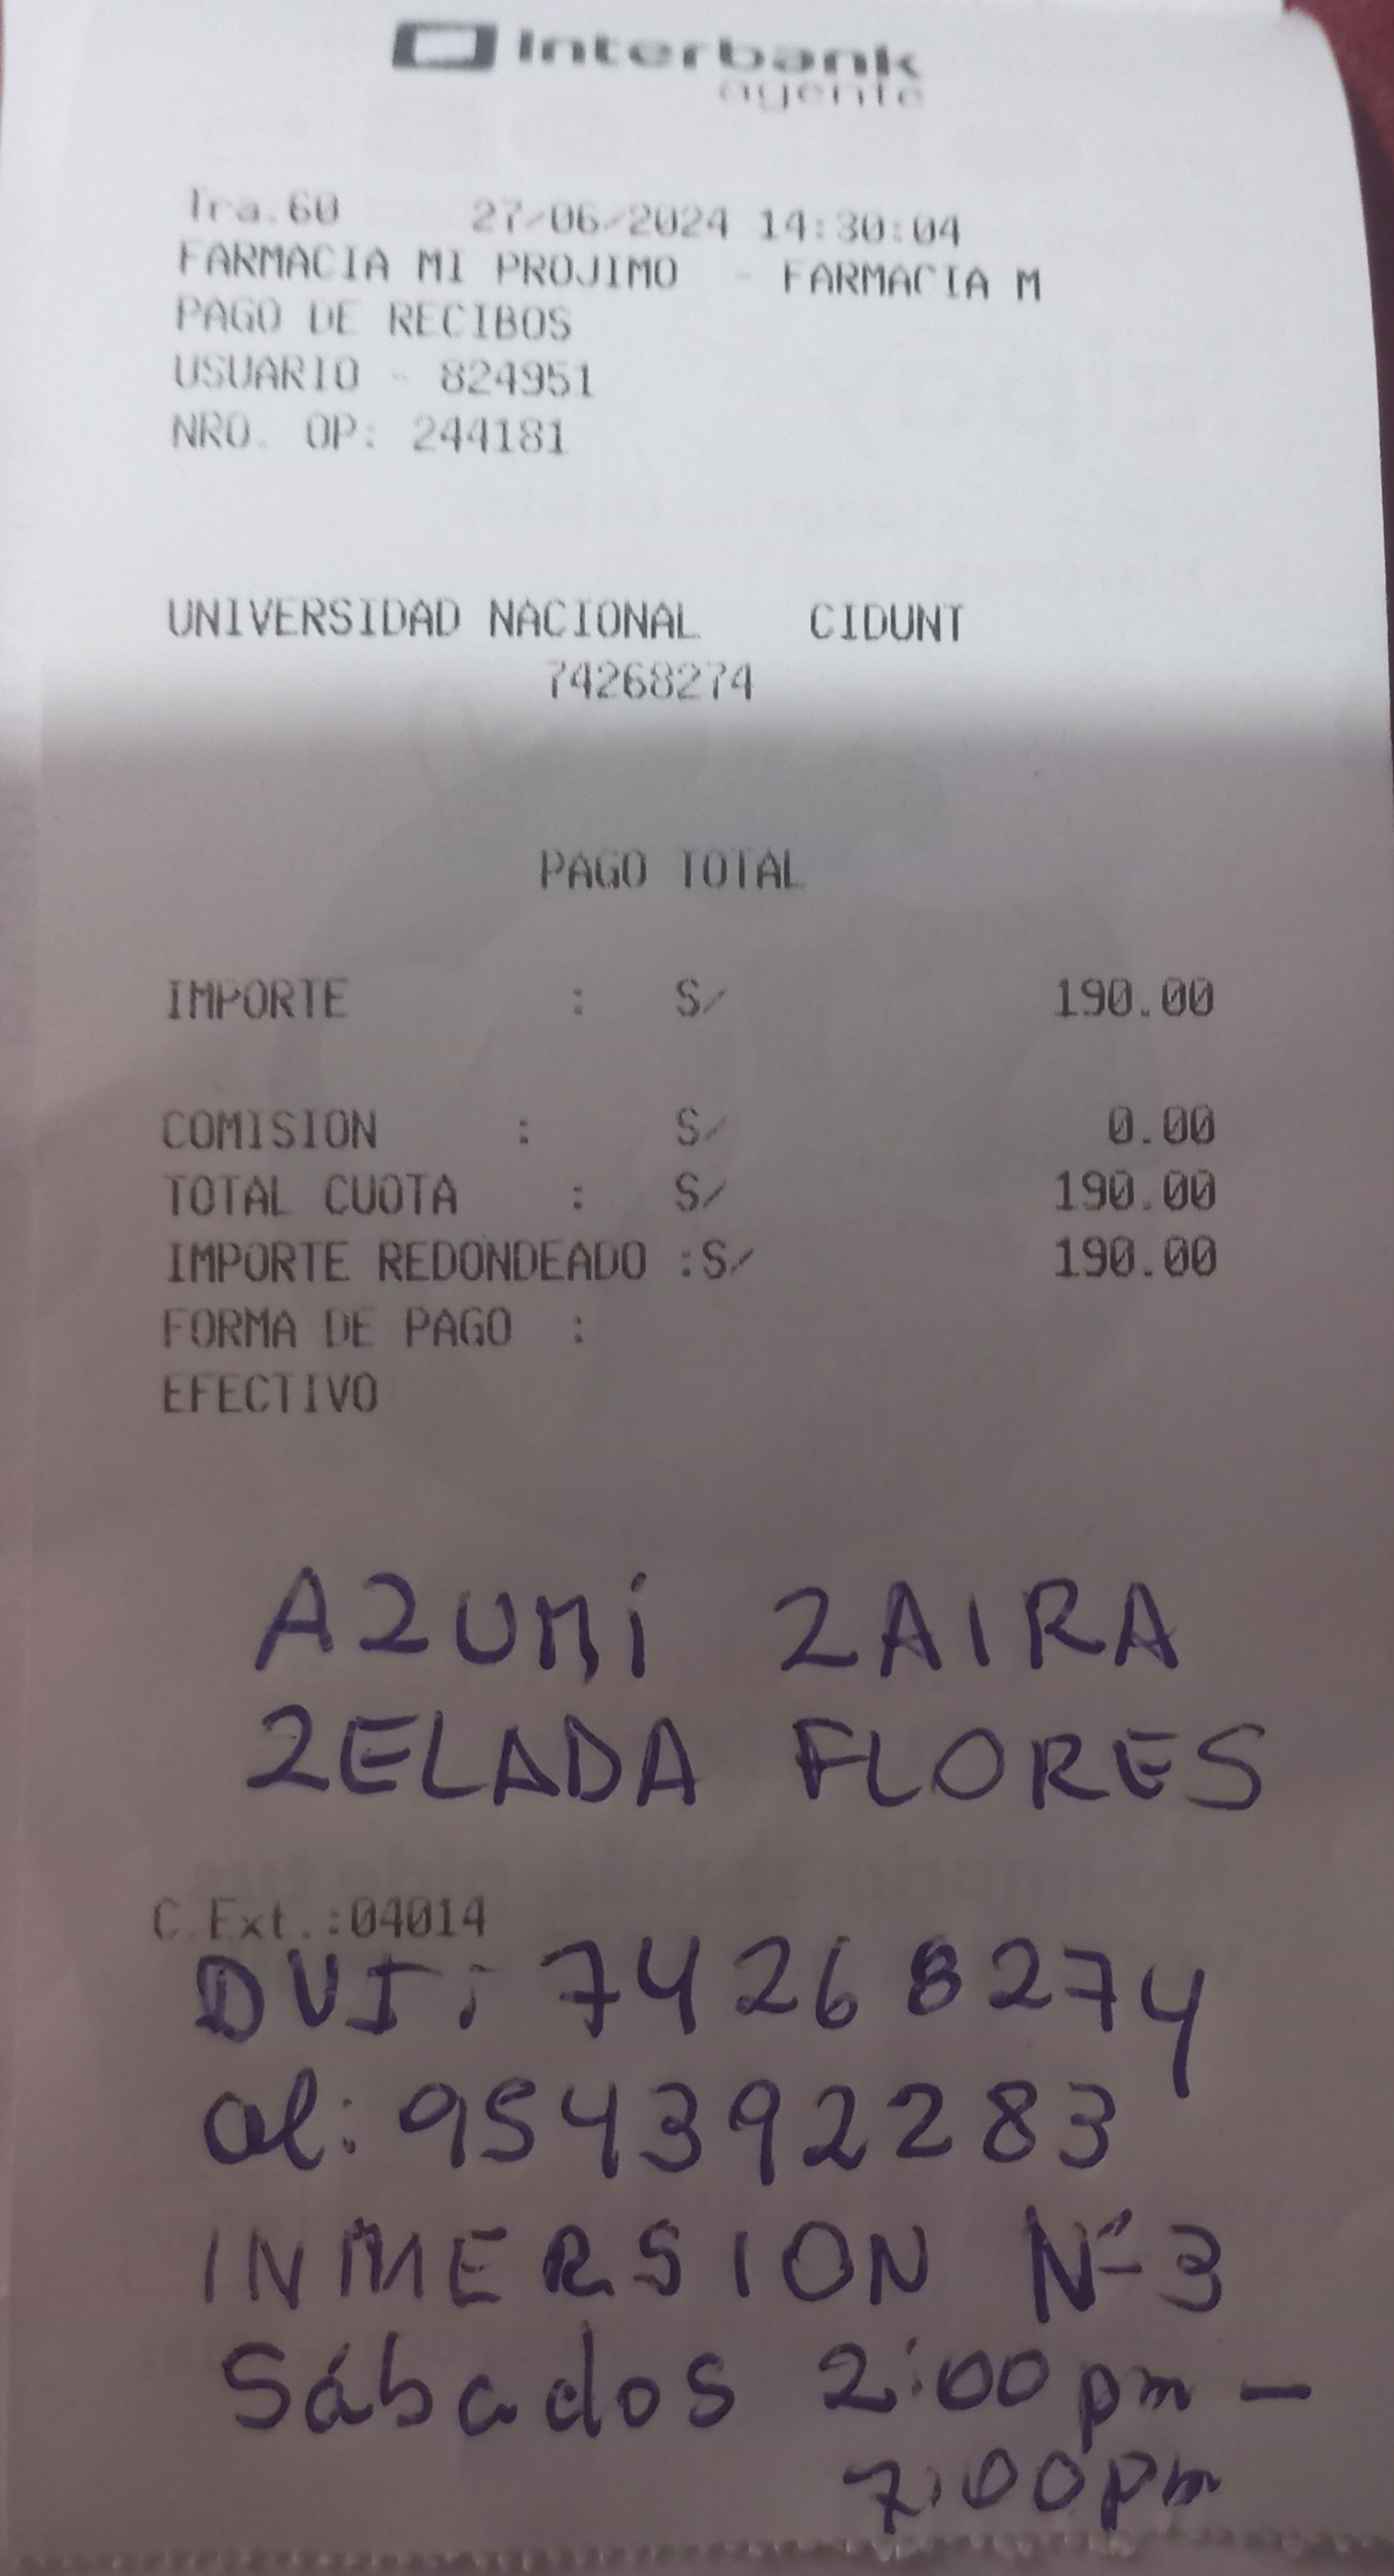 Interbank
agente
Tra.60 27/06/2024 14:30:04
FARMACIA MI PROJIMO - FARMACIA M
PAGO DE RECIBOS
USUARIO - 824951
NRO. OP: 244181
UNIVERSIDAD NACIONAL CIDUNT
74268274
PAGO TOTAL
IMPORTE : S/ 190.00
COMISION : S/ 0.00
TOTAL CUOTA : S/ 190.00
IMPORTE REDONDEADO :S/ 190.00
FORMA DE PAGO :
EFECTIVO
AZUMi ZAIRA
ZELADA FLORES
C.Ext.:04014
DNI: 74268274
cel: 954392283
INMERSION N°3
Sábados 2:00 pm -
7:00pm